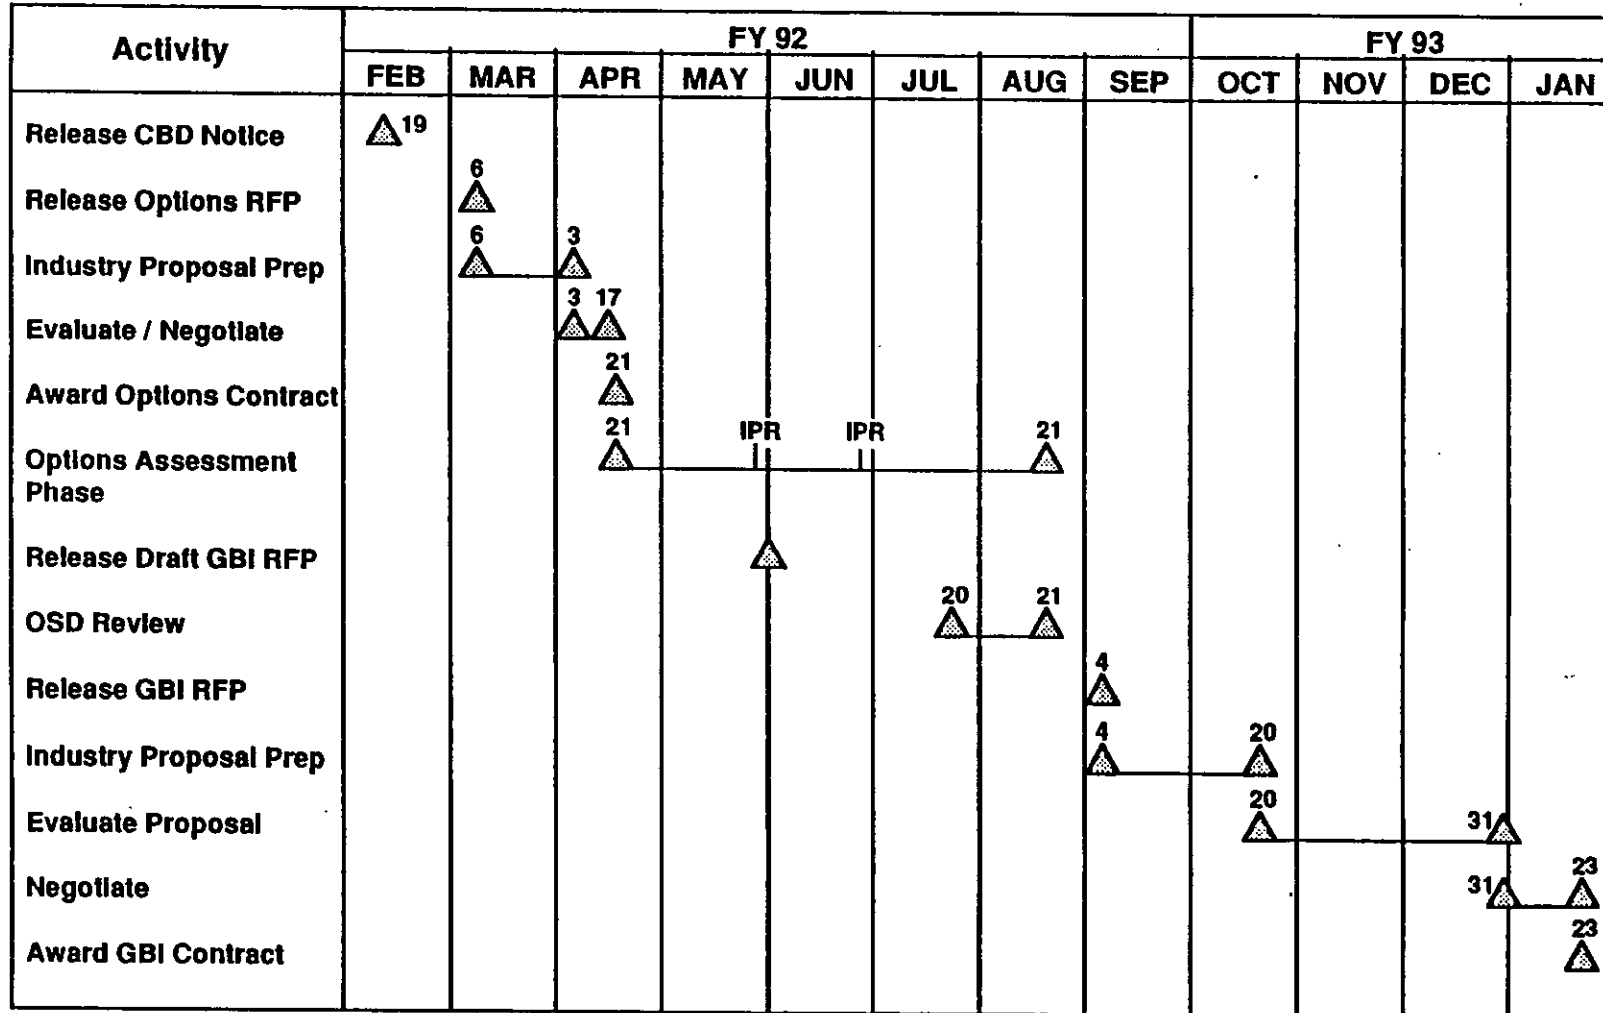 Activity
FY 92
FY 93
FEB MAR APR MAY JUN JUL AUG SEP OCT NOV DEC JAN
Release CBD Notice 19
6
Release Options RFP
6 3
Industry Proposal Prep
3 17
Evaluate / Negotiate
21
Award Options Contract
21 IPR IPR 21
Options Assessment
Phase
Release Draft GBI RFP
20 21
OSD Review
4
Release GBI RFP
4 20
Industry Proposal Prep
20
Evaluate Proposal 31
23
Negotiate 31
23
Award GBI Contract